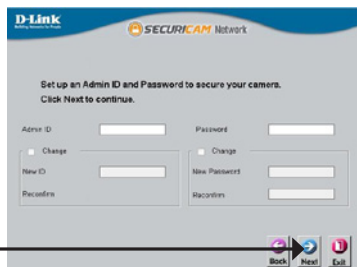 D-Link
Building Networks for People
SECURICAM Network
Set up an Admin ID and Password to secure your camera.
Click Next to continue.
Admin ID
Password
Change
Change
New ID
New Password
Reconfirm
Reconfirm
Back
Next
Exit